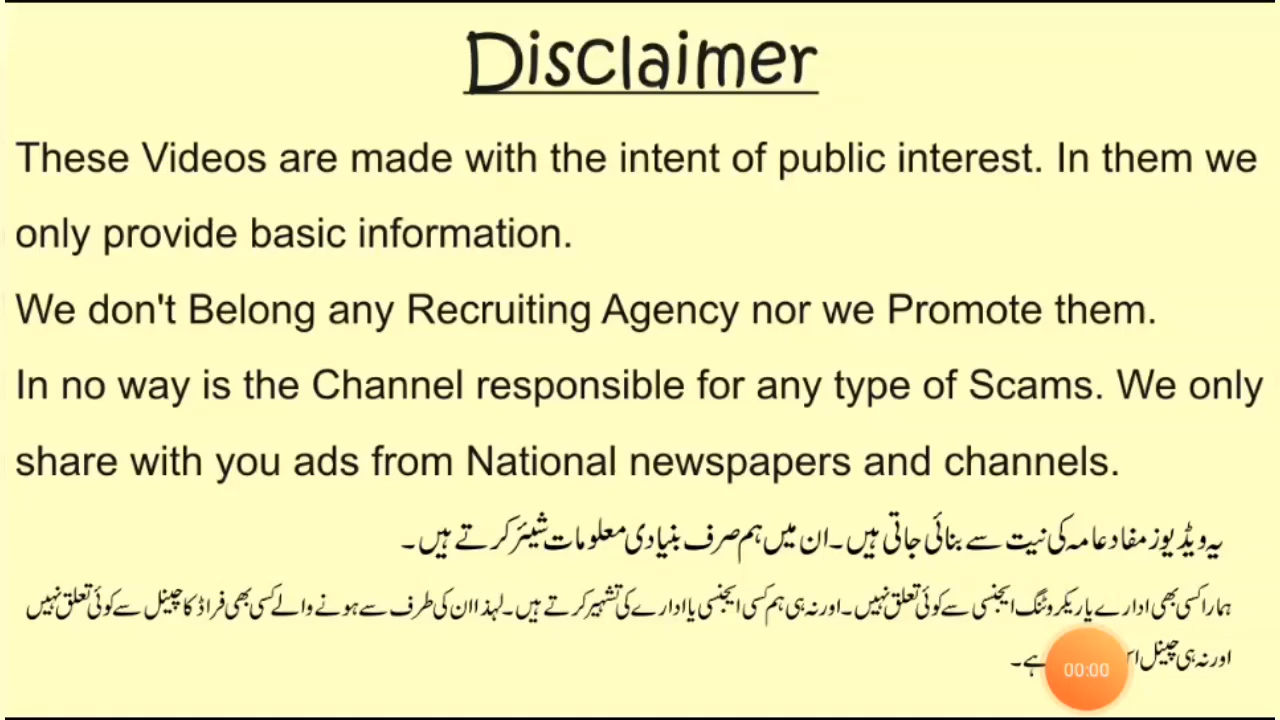 Disclaimer
These Videos are made with the intent of public interest. In them we
only provide basic information.
We don't Belong any Recruiting Agency nor we Promote them.
In no way is the Channel responsible for any type of Scams. We only
share with you ads from National newspapers and channels.
یہ ویڈیوز مفاد عامہ کی نیت سے بنائی جاتی ہیں۔ ان میں ہم صرف بنیادی معلومات شیئر کرتے ہیں۔
ہمارا کسی بھی ادارے یا ریکروٹنگ ایجنسی سے کوئی تعلق نہیں۔ اور نہ ہی ہم کسی ایجنسی یا ادارے کی تشہیر کرتے ہیں۔ لہذا ان کی طرف سے ہونے والے کسی بھی فراڈ کا چینل سے کوئی تعلق نہیں
اور نہ ہی چینل ہے۔
00:00